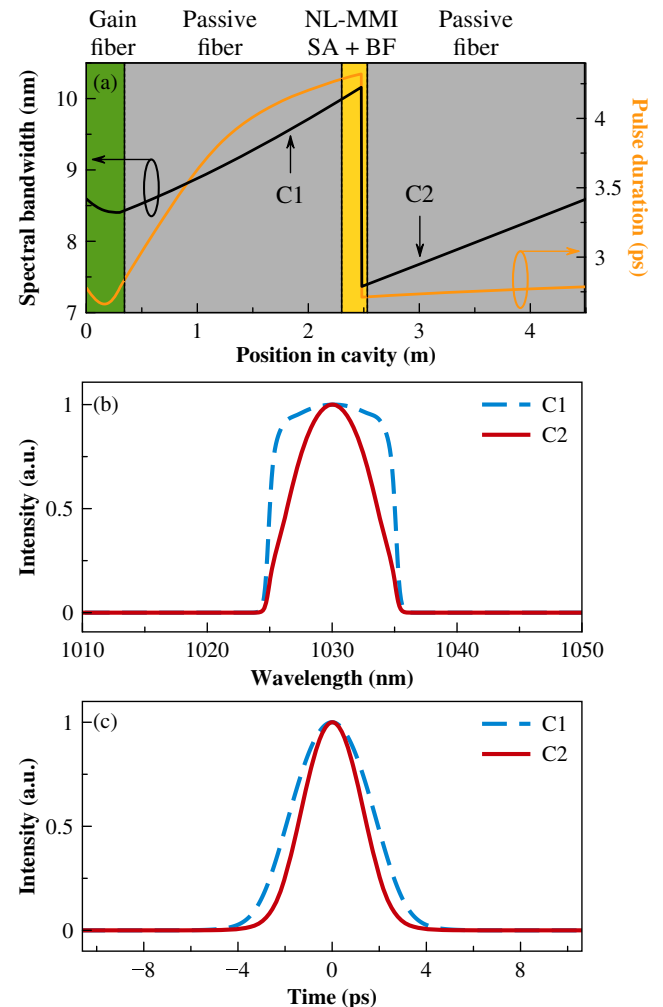 Gain fiber
Passive fiber
NL-MMI SA + BF
Passive fiber
(a)
Spectral bandwidth (nm)
10
9
8
7
C1
C2
4
3.5
3
Pulse duration (ps)
0
1
2
3
4
Position in cavity (m)
(b)
C1
C2
Intensity (a.u.)
1
0.5
0
1010
1020
1030
1040
1050
Wavelength (nm)
(c)
C1
C2
Intensity (a.u.)
1
0.5
0
−8
−4
0
4
8
Time (ps)